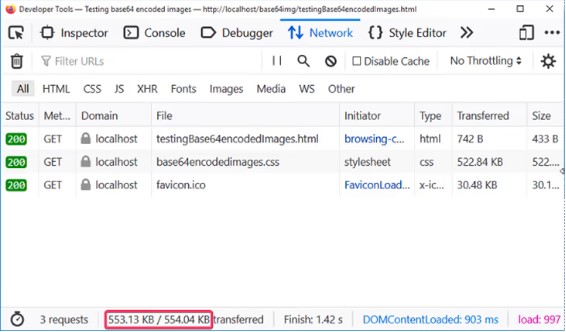 Developer Tools — Testing base64 encoded images — http://localhost/base64img/testingBase64encodedImages.html
Inspector Console Debugger Network Style Editor
Filter URLs Disable Cache No Throttling
All HTML CSS JS XHR Fonts Images Media WS Other
Status Met... Domain File Initiator Type Transferred Size
200 GET localhost testingBase64encodedImages.html browsing-c... html 742 B 433 B
200 GET localhost base64encodedimages.css stylesheet css 522.84 KB 522....
200 GET localhost favicon.ico FaviconLoad... x-ic... 30.48 KB 30.1...
3 requests 553.13 KB / 554.04 KB transferred Finish: 1.42 s DOMContentLoaded: 903 ms load: 997